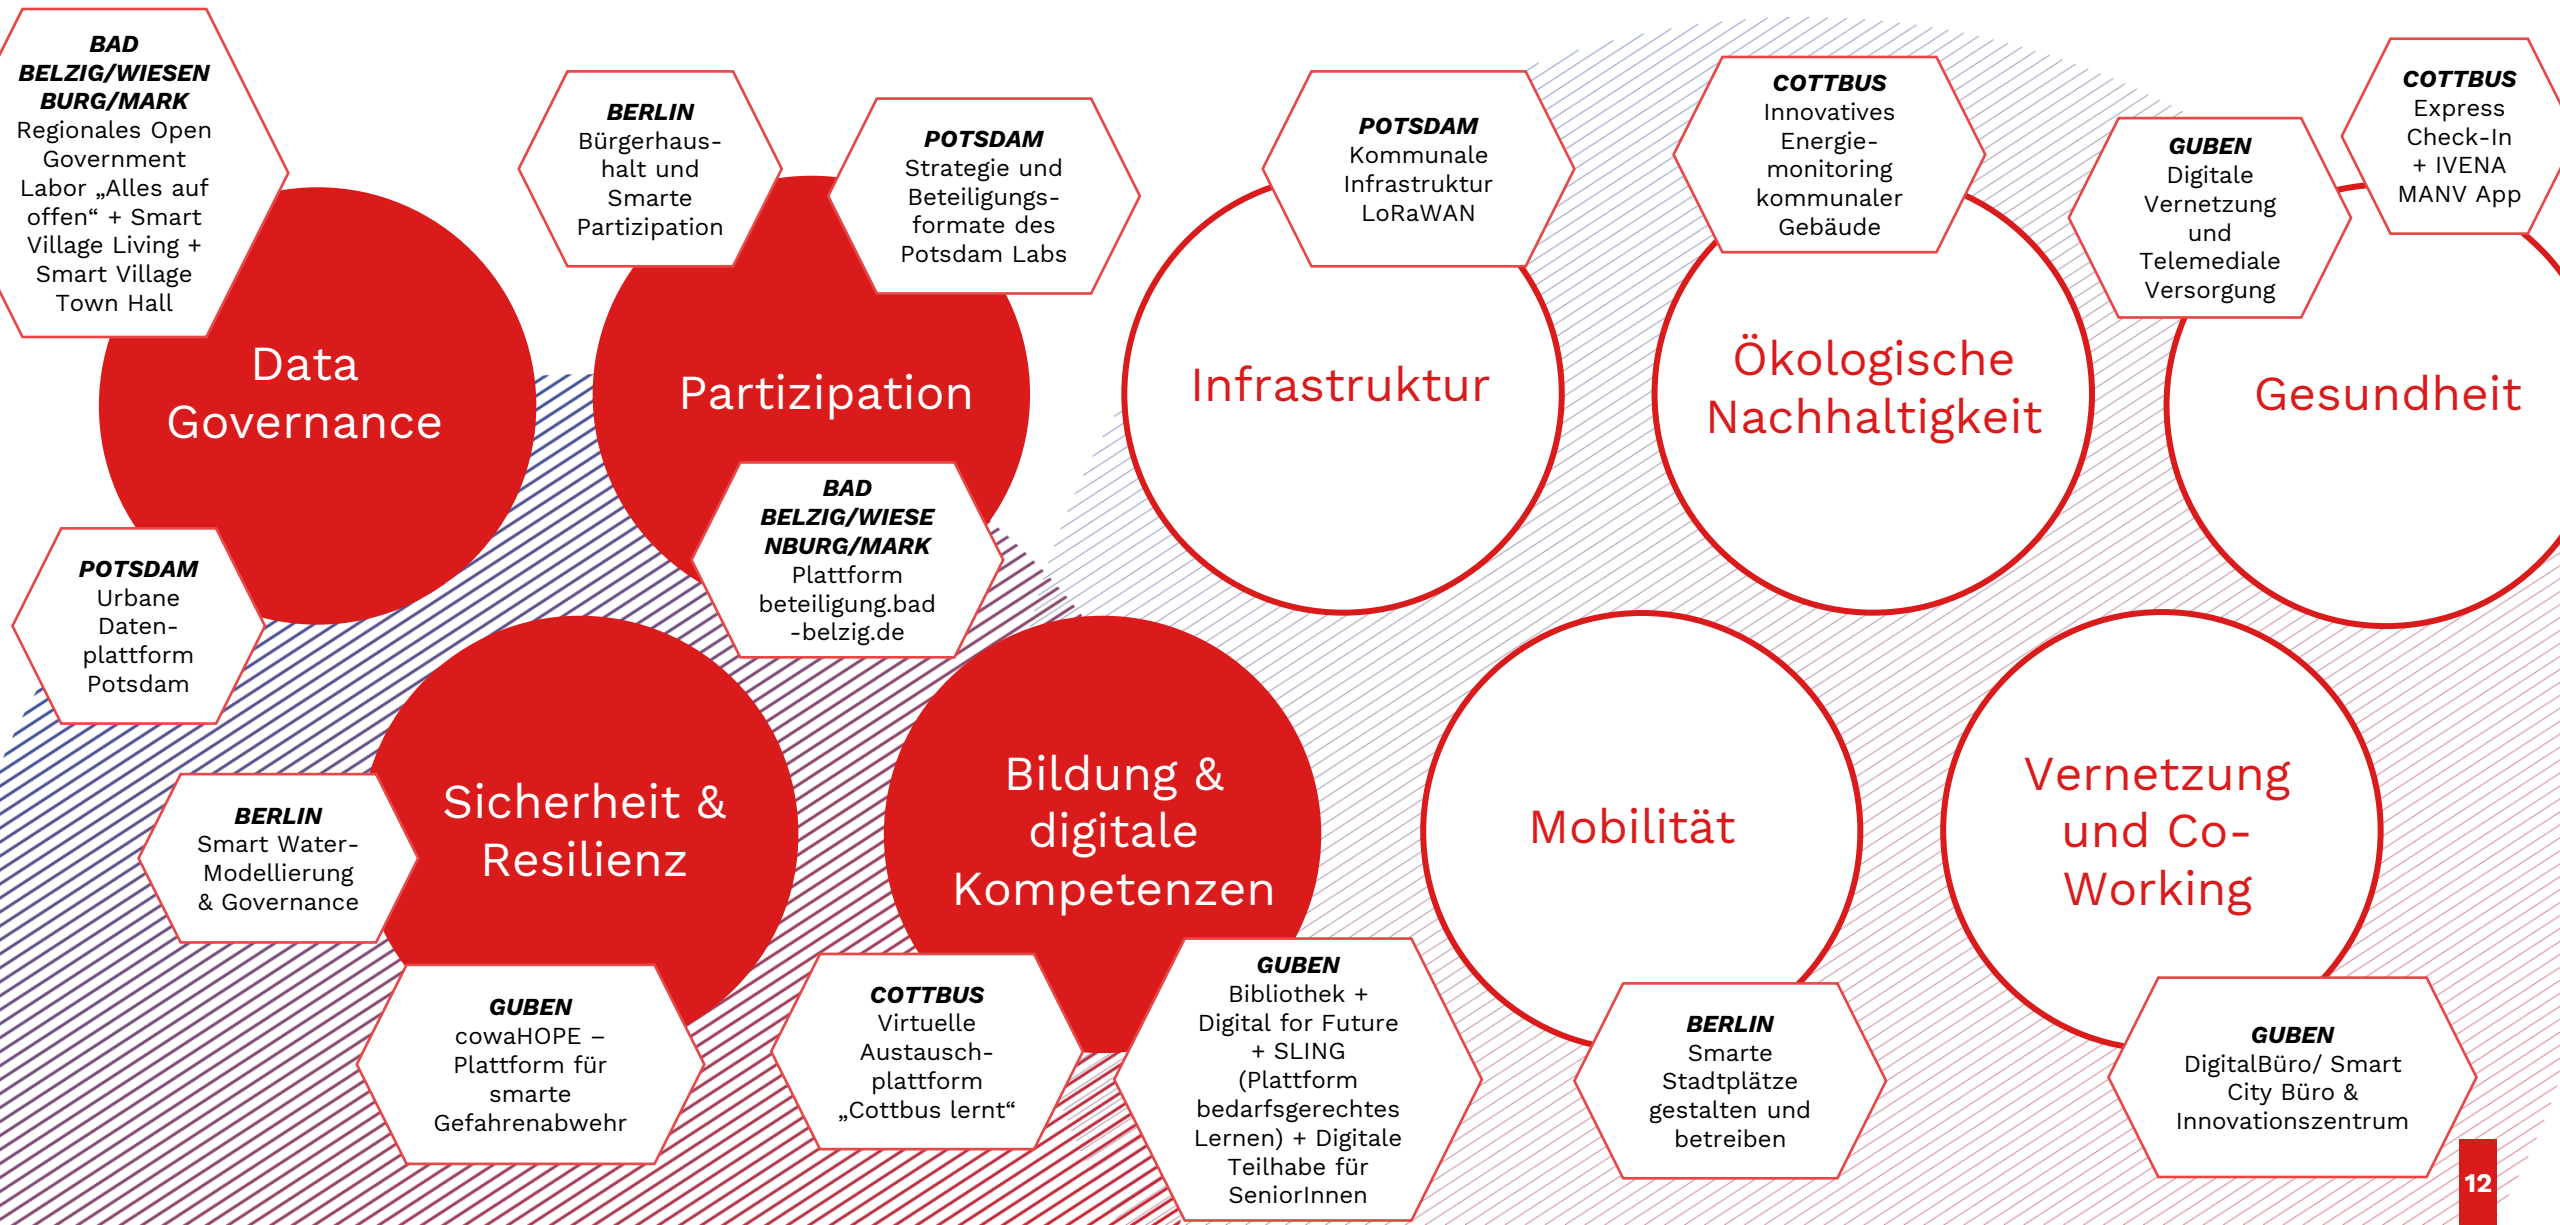 BAD
BELZIG/WIESEN
BURG/MARK
Regionales Open
Government
Labor „Alles auf
offen“ + Smart
Village Living +
Smart Village
Town Hall
Data
Governance
POTSDAM
Urbane
Daten-
plattform
Potsdam
BERLIN
Bürgerhaus-
halt und
Smarte
Partizipation
POTSDAM
Strategie und
Beteiligungs-
formate des
Potsdam Labs
Partizipation
BAD
BELZIG/WIESE
NBURG/MARK
Plattform
beteiligung.bad
-belzig.de
POTSDAM
Kommunale
Infrastruktur
LoRaWAN
Infrastruktur
COTTBUS
Innovatives
Energie-
monitoring
kommunaler
Gebäude
Ökologische
Nachhaltigkeit
GUBEN
Digitale
Vernetzung
und
Telemediale
Versorgung
COTTBUS
Express
Check-In
+ IVENA
MANV App
Gesundheit
BERLIN
Smart Water-
Modellierung
& Governance
Sicherheit &
Resilienz
GUBEN
cowaHOPE –
Plattform für
smarte
Gefahrenabwehr
Bildung &
digitale
Kompetenzen
COTTBUS
Virtuelle
Austausch-
plattform
„Cottbus lernt“
GUBEN
Bibliothek +
Digital for Future
+ SLING
(Plattform
bedarfsgerechtes
Lernen) + Digitale
Teilhabe für
SeniorInnen
Mobilität
BERLIN
Smarte
Stadtplätze
gestalten und
betreiben
Vernetzung
und Co-
Working
GUBEN
DigitalBüro/ Smart
City Büro &
Innovationszentrum
12